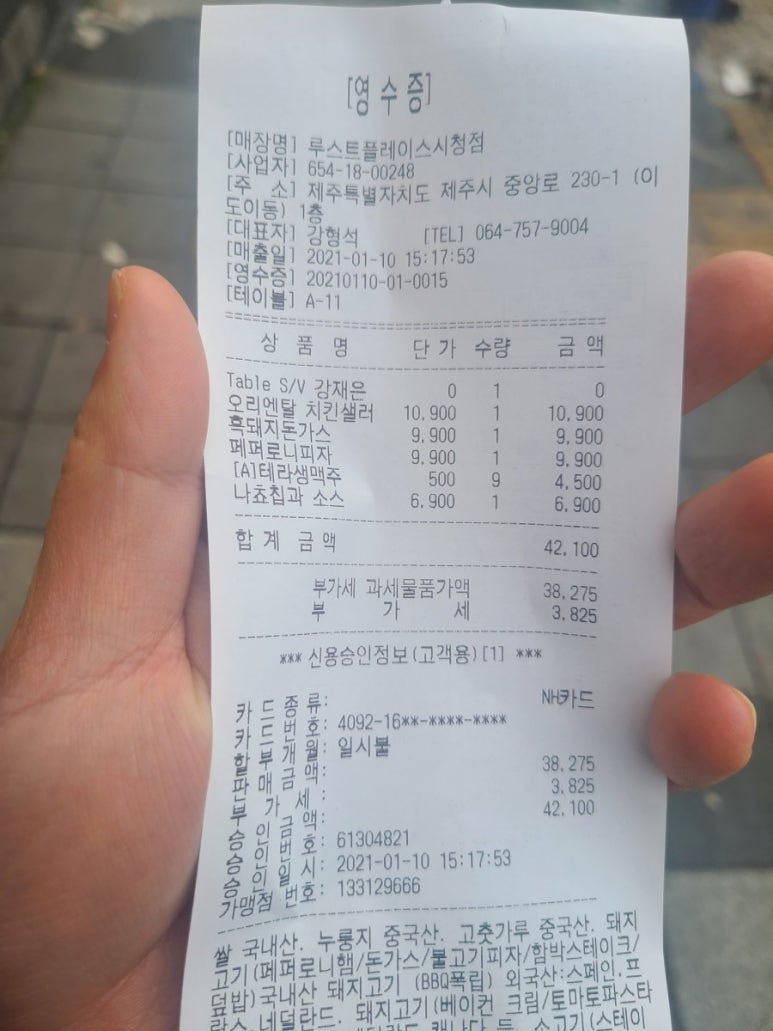 [영 수 증]
[매장명] 루스트플레이스시청점
[사업자] 654-18-00248
[주 소] 제주특별자치도 제주시 중앙로 230-1 (이
도이동) 1층
[대표자] 강형석 [TEL] 064-757-9004
[매출일] 2021-01-10 15:17:53
[영수증] 20210110-01-0015
[테이블] A-11
상 품 명 단 가 수량 금 액
Table S/V 강재은 0 1 0
오리엔탈 치킨샐러 10,900 1 10,900
흑돼지돈가스 9,900 1 9,900
페퍼로니피자 9,900 1 9,900
[A]테라생맥주 500 9 4,500
나쵸칩과 소스 6,900 1 6,900
합 계 금 액 42,100
부가세 과세물품가액 38,275
부 가 세 3,825
*** 신용승인정보(고객용)[1] ***
카 드 종 류: NH카드
카 드 번 호: 4092-16**-****-****
할 부 개 월: 일시불
판 매 금 액: 38,275
부 가 세 : 3,825
승 인 금 액: 42,100
승 인 번 호: 61304821
승 인 일 시: 2021-01-10 15:17:53
가맹점 번호: 133129666
쌀 국내산. 누룽지 중국산. 고춧가루 중국산. 돼지
고기(페퍼로니햄/돈가스/불고기피자/함박스테이크/
덮밥)국내산 돼지고기 (BBQ폭립) 외국산:스페인.프
랑스.네덜란드. 돼지고기(베이컨 크림/토마토파스타
캐나다 등. 소고기(스테이